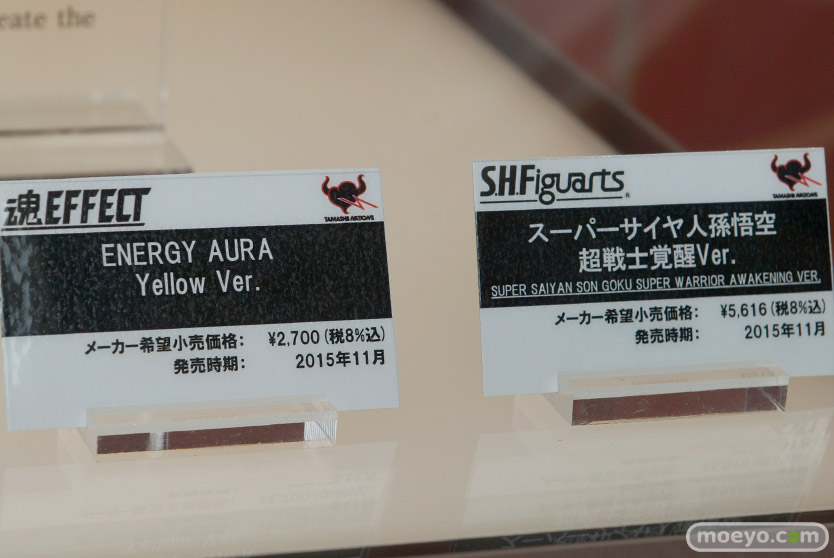 eate the
魂EFFECT
TAMASHII NATIONS
ENERGY AURA
Yellow Ver.
メーカー希望小売価格: ¥2,700(税8%込)
発売時期: 2015年11月
S.H.Figuarts®
TAMASHII NATIONS
スーパーサイヤ人孫悟空
超戦士覚醒Ver.
SUPER SAIYAN SON GOKU SUPER WARRIOR AWAKENING VER.
メーカー希望小売価格: ¥5,616(税8%込)
発売時期: 2015年11月
moeyo.com